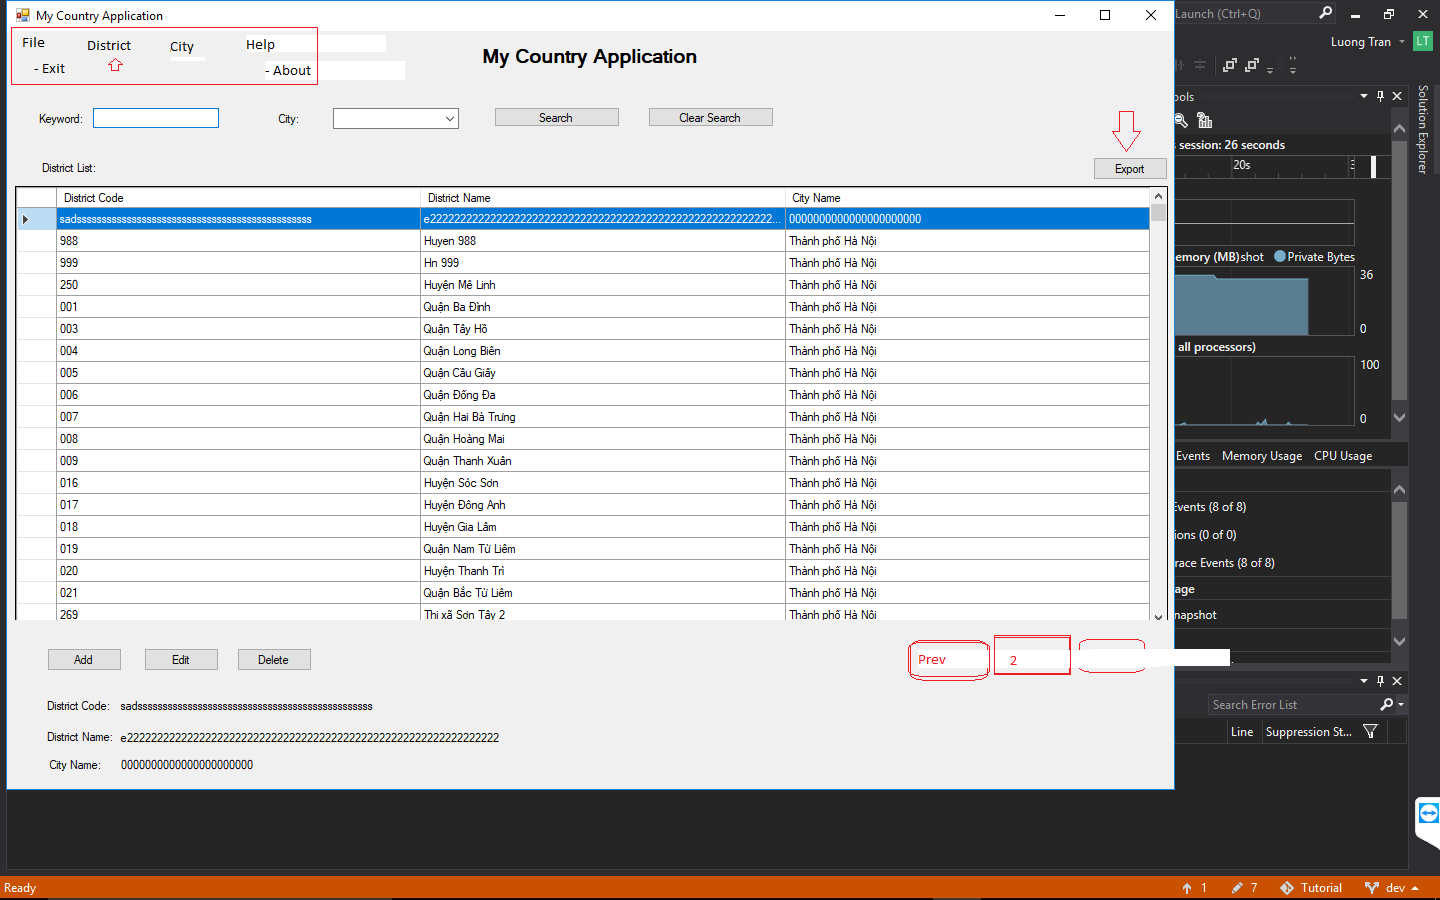 My Country Application
Launch (Ctrl+Q)
File
District
City
Help
- Exit
- About
My Country Application
Luong Tran
LT
Keyword:
City:
Search
Clear Search
District List:
Export
ools
session: 26 seconds
20s
District Code
District Name
City Name
988
Huyen 988
Thành phố Hà Nội
999
Hn 999
Thành phố Hà Nội
250
Huyện Mê Linh
Thành phố Hà Nội
001
Quận Ba Đình
Thành phố Hà Nội
003
Quận Tây Hồ
Thành phố Hà Nội
004
Quận Long Biên
Thành phố Hà Nội
005
Quận Cầu Giấy
Thành phố Hà Nội
006
Quận Đống Đa
Thành phố Hà Nội
007
Quận Hai Bà Trưng
Thành phố Hà Nội
008
Quận Hoàng Mai
Thành phố Hà Nội
009
Quận Thanh Xuân
Thành phố Hà Nội
016
Huyện Sóc Sơn
Thành phố Hà Nội
017
Huyện Đông Anh
Thành phố Hà Nội
018
Huyện Gia Lâm
Thành phố Hà Nội
019
Quận Nam Từ Liêm
Thành phố Hà Nội
020
Huyện Thanh Trì
Thành phố Hà Nội
021
Quận Bắc Từ Liêm
Thành phố Hà Nội
269
Thị xã Sơn Tây 2
Thành phố Hà Nội
Add
Edit
Delete
Prev
2
District Code:
District Name:
City Name:
Solution Explorer
emory (MB)
shot
Private Bytes
36
0
all processors)
100
0
Events
Memory Usage
CPU Usage
Events (8 of 8)
ions (0 of 0)
race Events (8 of 8)
age
napshot
Search Error List
Line
Suppression St...
Ready
1
7
Tutorial
dev